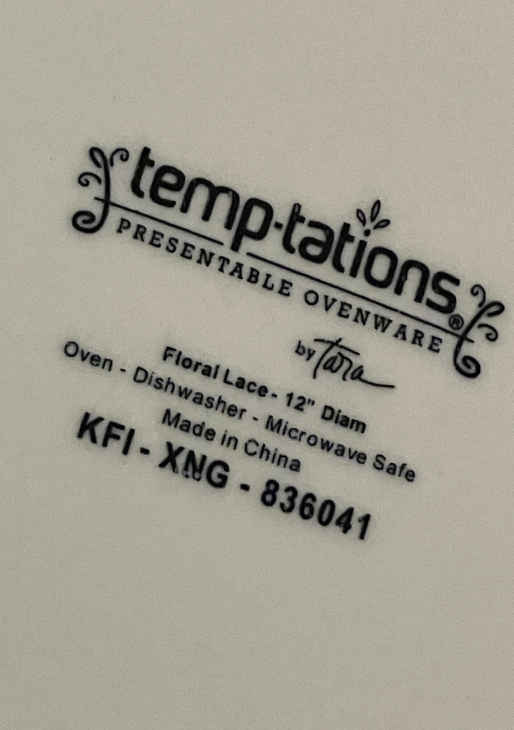 temp-tations®
PRESENTABLE OVENWARE
by Tara
Floral Lace - 12" Diam
Oven - Dishwasher - Microwave Safe
Made in China
KFI - XNG - 836041